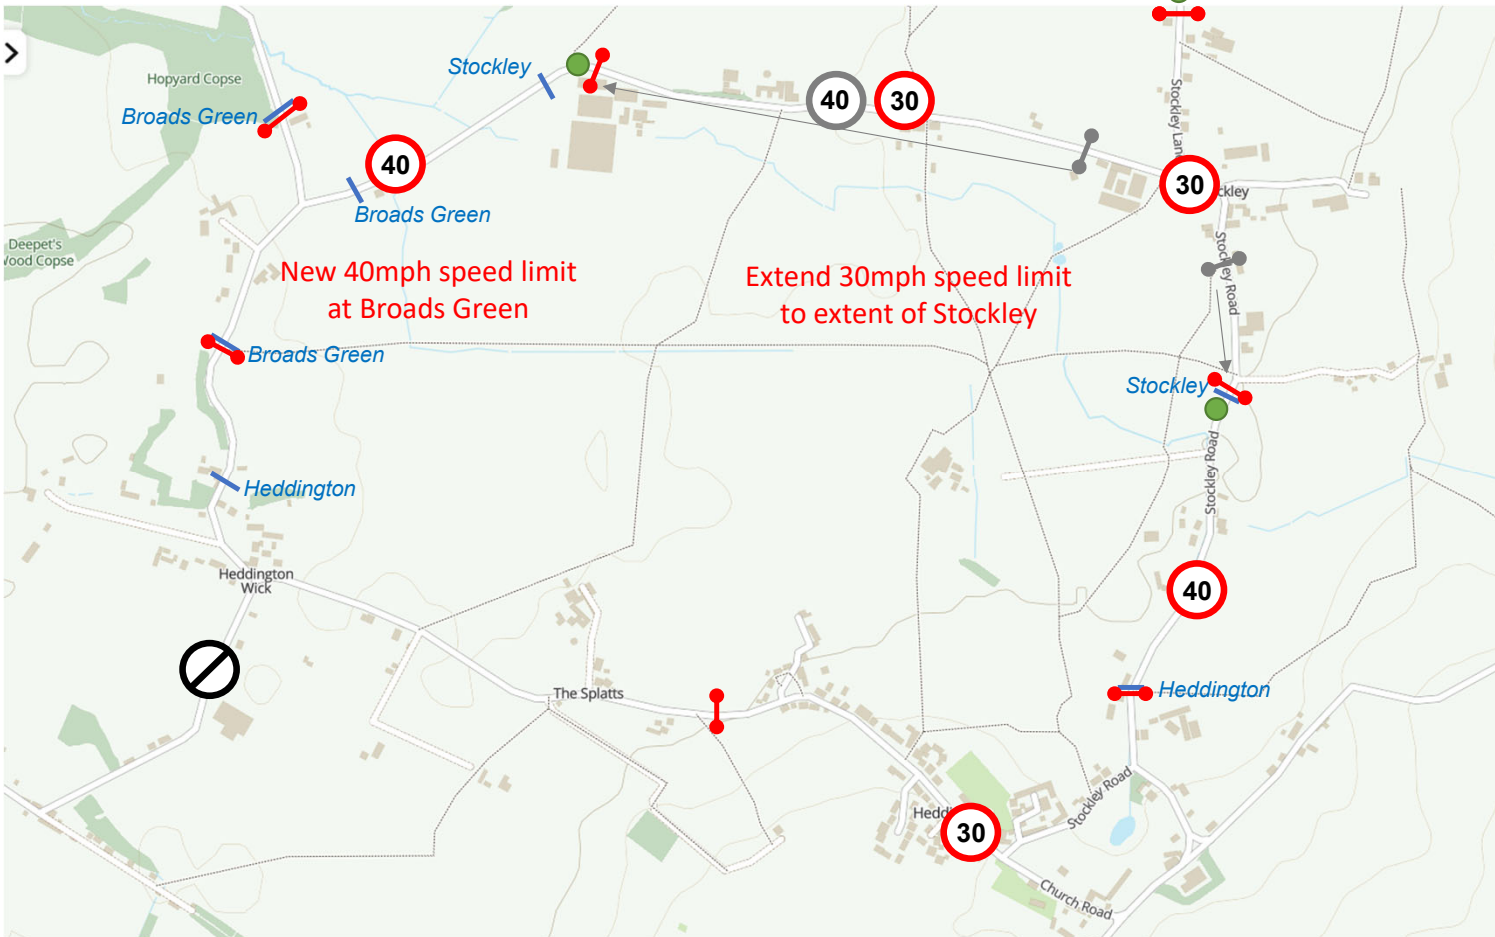 Stockley
Hopyard Copse
Broads Green
40
30
Stockley Lane
40
30
ckley
Broads Green
Deepet's
Wood Copse
Stockley Road
New 40mph speed limit
at Broads Green
Extend 30mph speed limit
to extent of Stockley
Broads Green
Stockley
Stockley Road
Heddington
Heddington
Wick
40
The Splatts
Heddington
Stockley Road
Heddi
30
Church Road